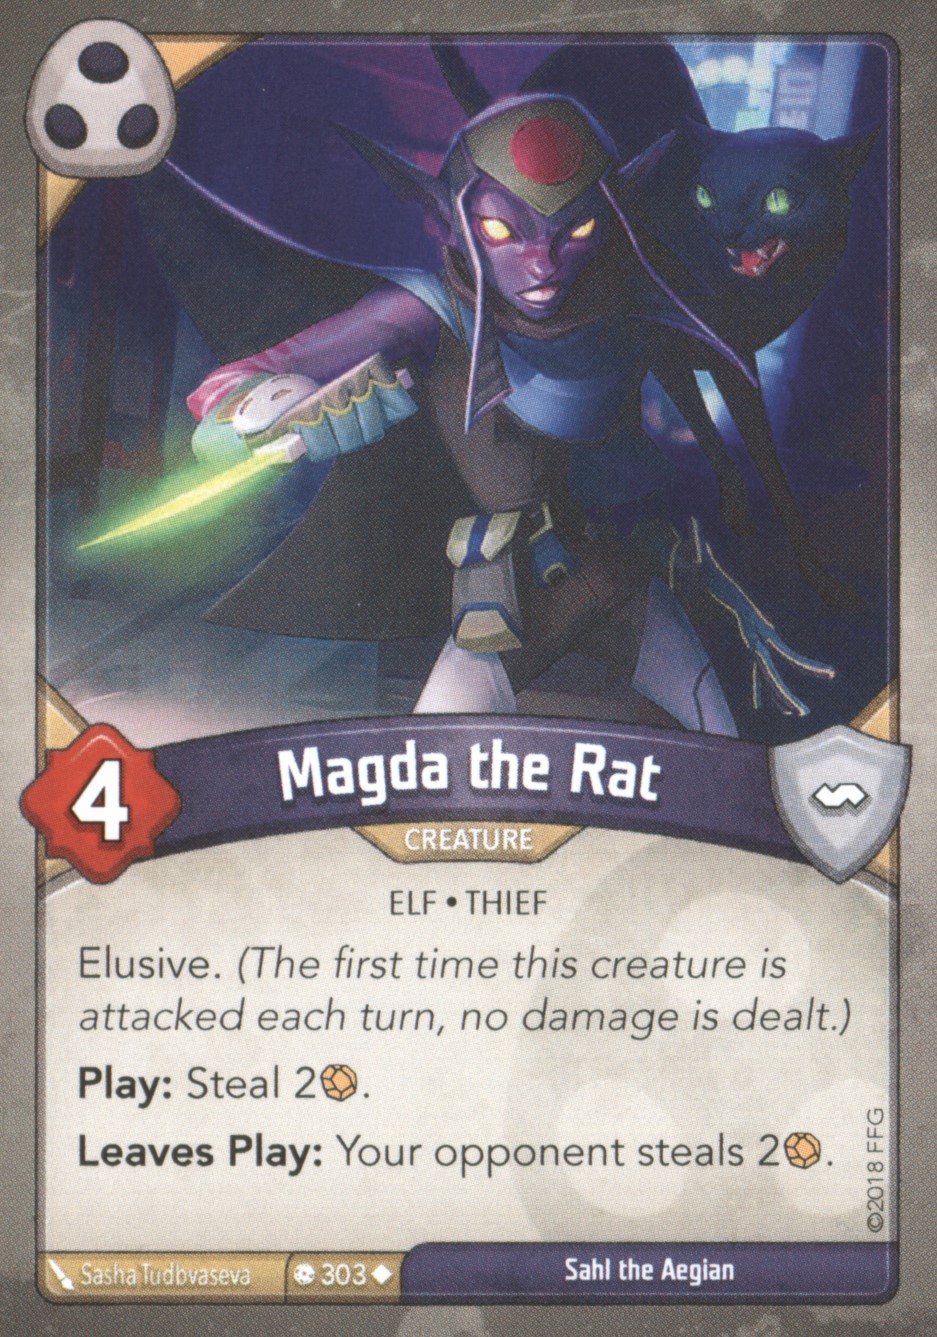 4
Magda the Rat
CREATURE
ELF • THIEF
Elusive. (The first time this creature is
attacked each turn, no damage is dealt.)
Play: Steal 2.
Leaves Play: Your opponent steals 2.
©2018 FFG
Sasha Tudbvaseva
303
Sahl the Aegian